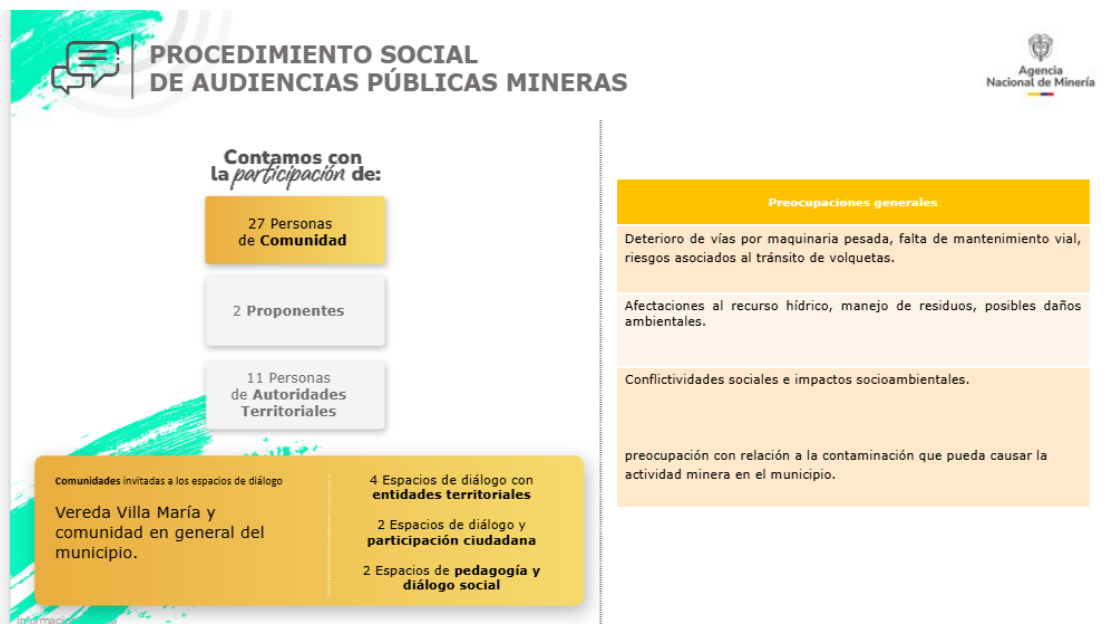 PROCEDIMIENTO SOCIAL
DE AUDIENCIAS PÚBLICAS MINERAS
Agencia
Nacional de Minería
Contamos con
la participación de:
27 Personas
de Comunidad
2 Proponentes
11 Personas
de Autoridades
Territoriales
Comunidades invitadas a los espacios de diálogo
Vereda Villa María y
comunidad en general del
municipio.
4 Espacios de diálogo con
entidades territoriales
2 Espacios de diálogo y
participación ciudadana
2 Espacios de pedagogía y
diálogo social
Preocupaciones generales
Deterioro de vías por maquinaria pesada, falta de mantenimiento vial,
riesgos asociados al tránsito de volquetas.
Afectaciones al recurso hídrico, manejo de residuos, posibles daños
ambientales.
Conflictividades sociales e impactos socioambientales.
preocupación con relación a la contaminación que pueda causar la
actividad minera en el municipio.